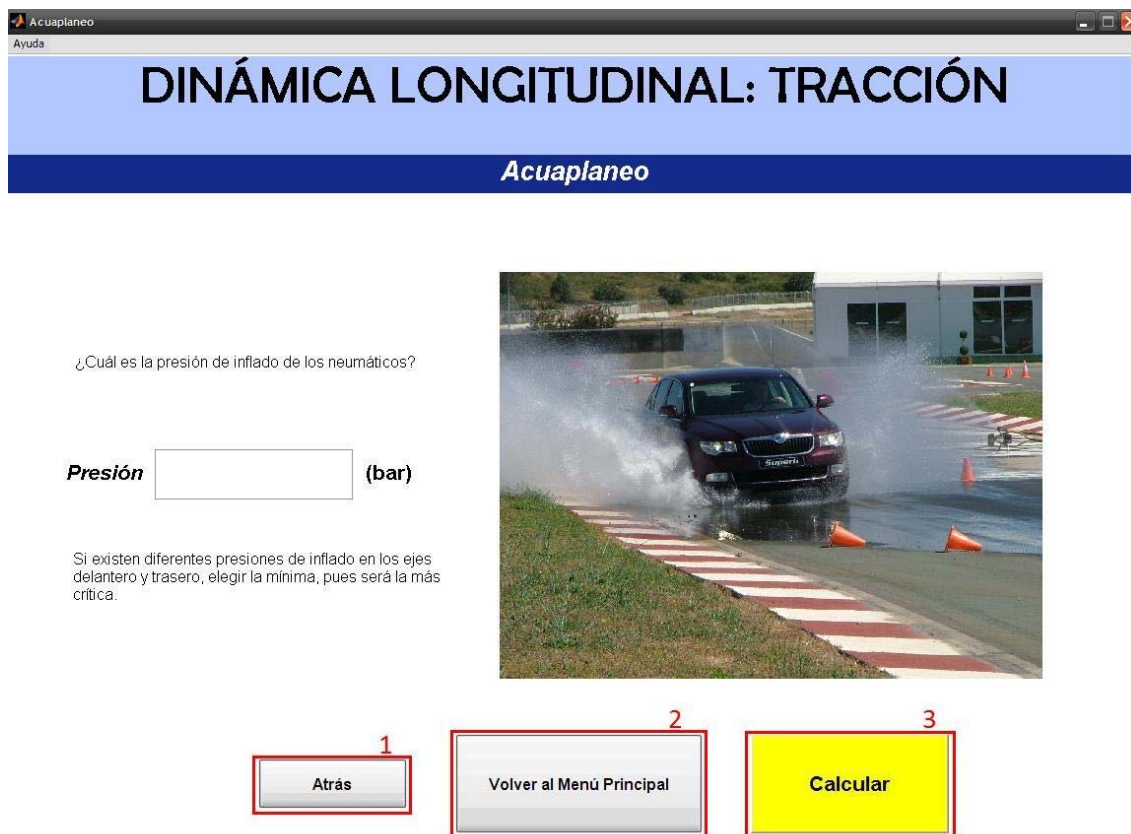 Acuaplaneo
Ayuda
DINÁMICA LONGITUDINAL: TRACCIÓN
Acuaplaneo
¿Cuál es la presión de inflado de los neumáticos?
Presión (bar)
Si existen diferentes presiones de inflado en los ejes
delantero y trasero, elegir la mínima, pues será la más
crítica.
Superb
1
2
3
Atrás
Volver al Menú Principal
Calcular